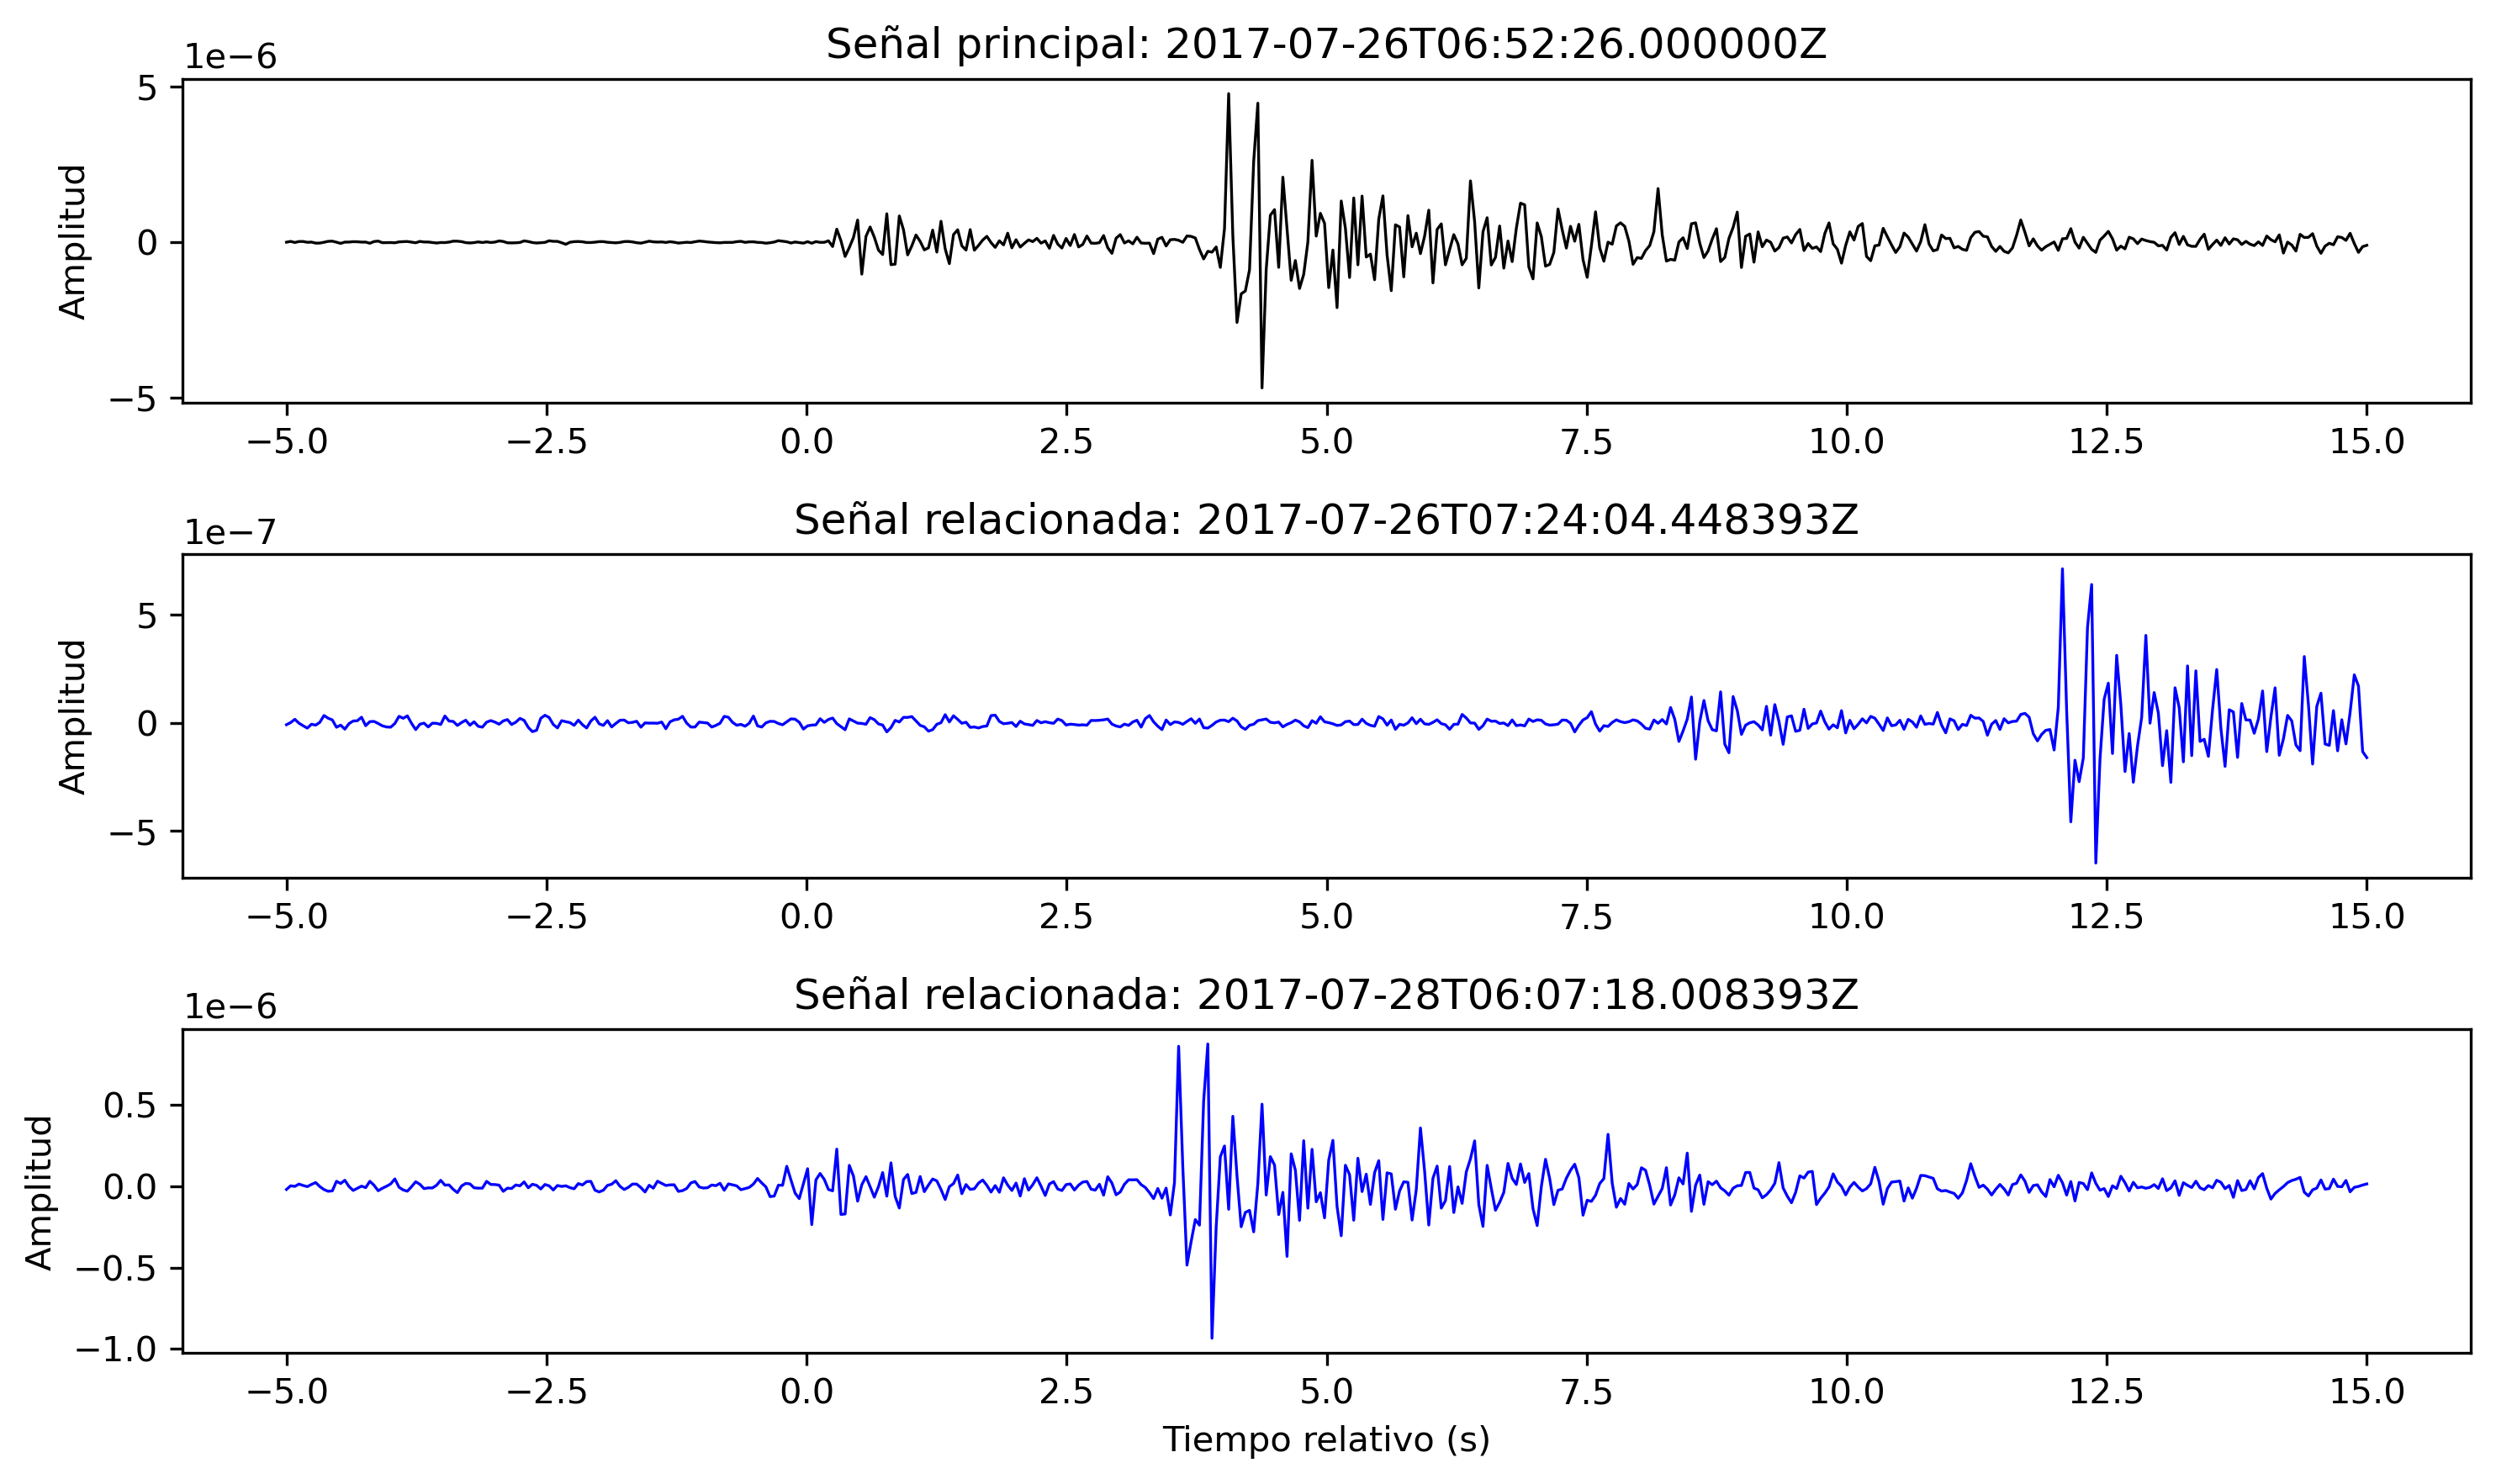 Señal principal: 2017-07-26T06:52:26.000000Z
1e−6
5
0
−5
Amplitud
−5.0 −2.5 0.0 2.5 5.0 7.5 10.0 12.5 15.0
Señal relacionada: 2017-07-26T07:24:04.448393Z
1e−7
5
0
−5
Amplitud
−5.0 −2.5 0.0 2.5 5.0 7.5 10.0 12.5 15.0
Señal relacionada: 2017-07-28T06:07:18.008393Z
1e−6
0.5
0.0
−0.5
−1.0
Amplitud
−5.0 −2.5 0.0 2.5 5.0 7.5 10.0 12.5 15.0
Tiempo relativo (s)